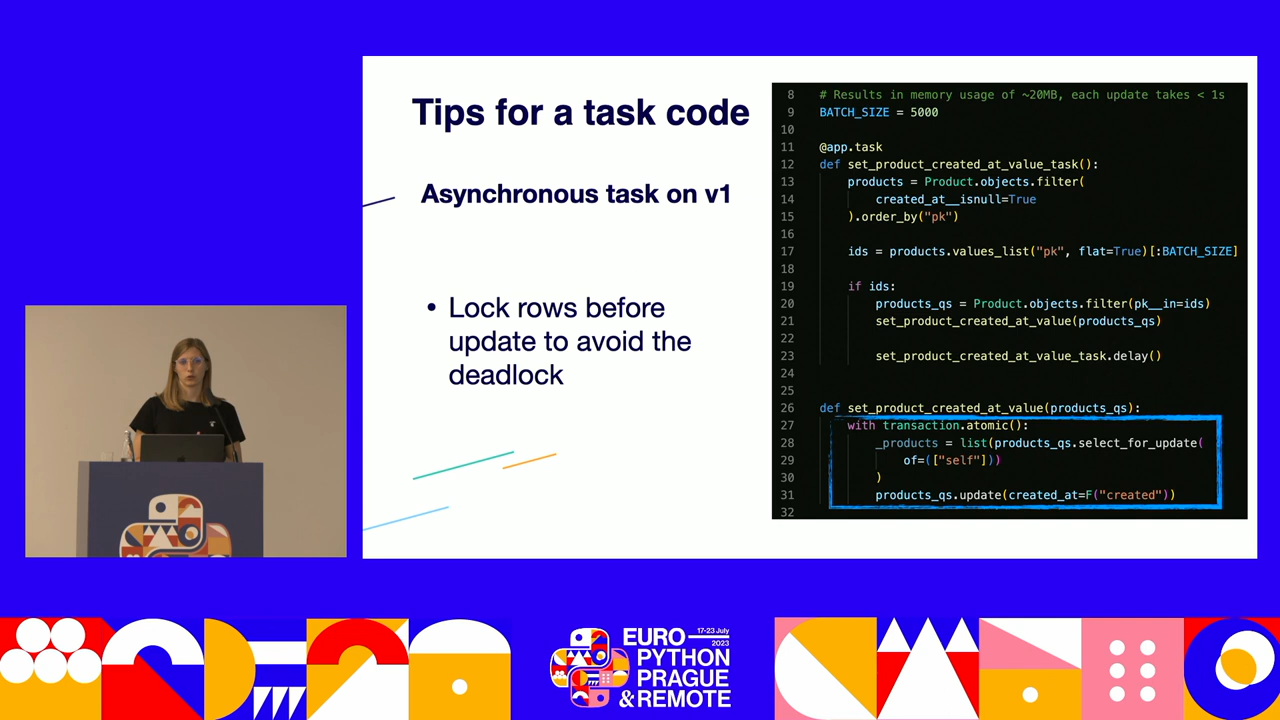 Tips for a task code
Asynchronous task on v1
• Lock rows before
update to avoid the
deadlock
8 # Results in memory usage of ~20MB, each update takes < 1s
9 BATCH_SIZE = 5000
10
11 @app.task
12 def set_product_created_at_value_task():
13 products = Product.objects.filter(
14 created_at__isnull=True
15 ).order_by("pk")
16
17 ids = products.values_list("pk", flat=True)[:BATCH_SIZE]
18
19 if ids:
20 products_qs = Product.objects.filter(pk__in=ids)
21 set_product_created_at_value(products_qs)
22
23 set_product_created_at_value_task.delay()
24
25
26 def set_product_created_at_value(products_qs):
27 with transaction.atomic():
28 _products = list(products_qs.select_for_update(
29 of=(["self"]))
30 )
31 products_qs.update(created_at=F("created"))
32
EURO 17-23 July
2023
PYTHON
PRAGUE
&REMOTE